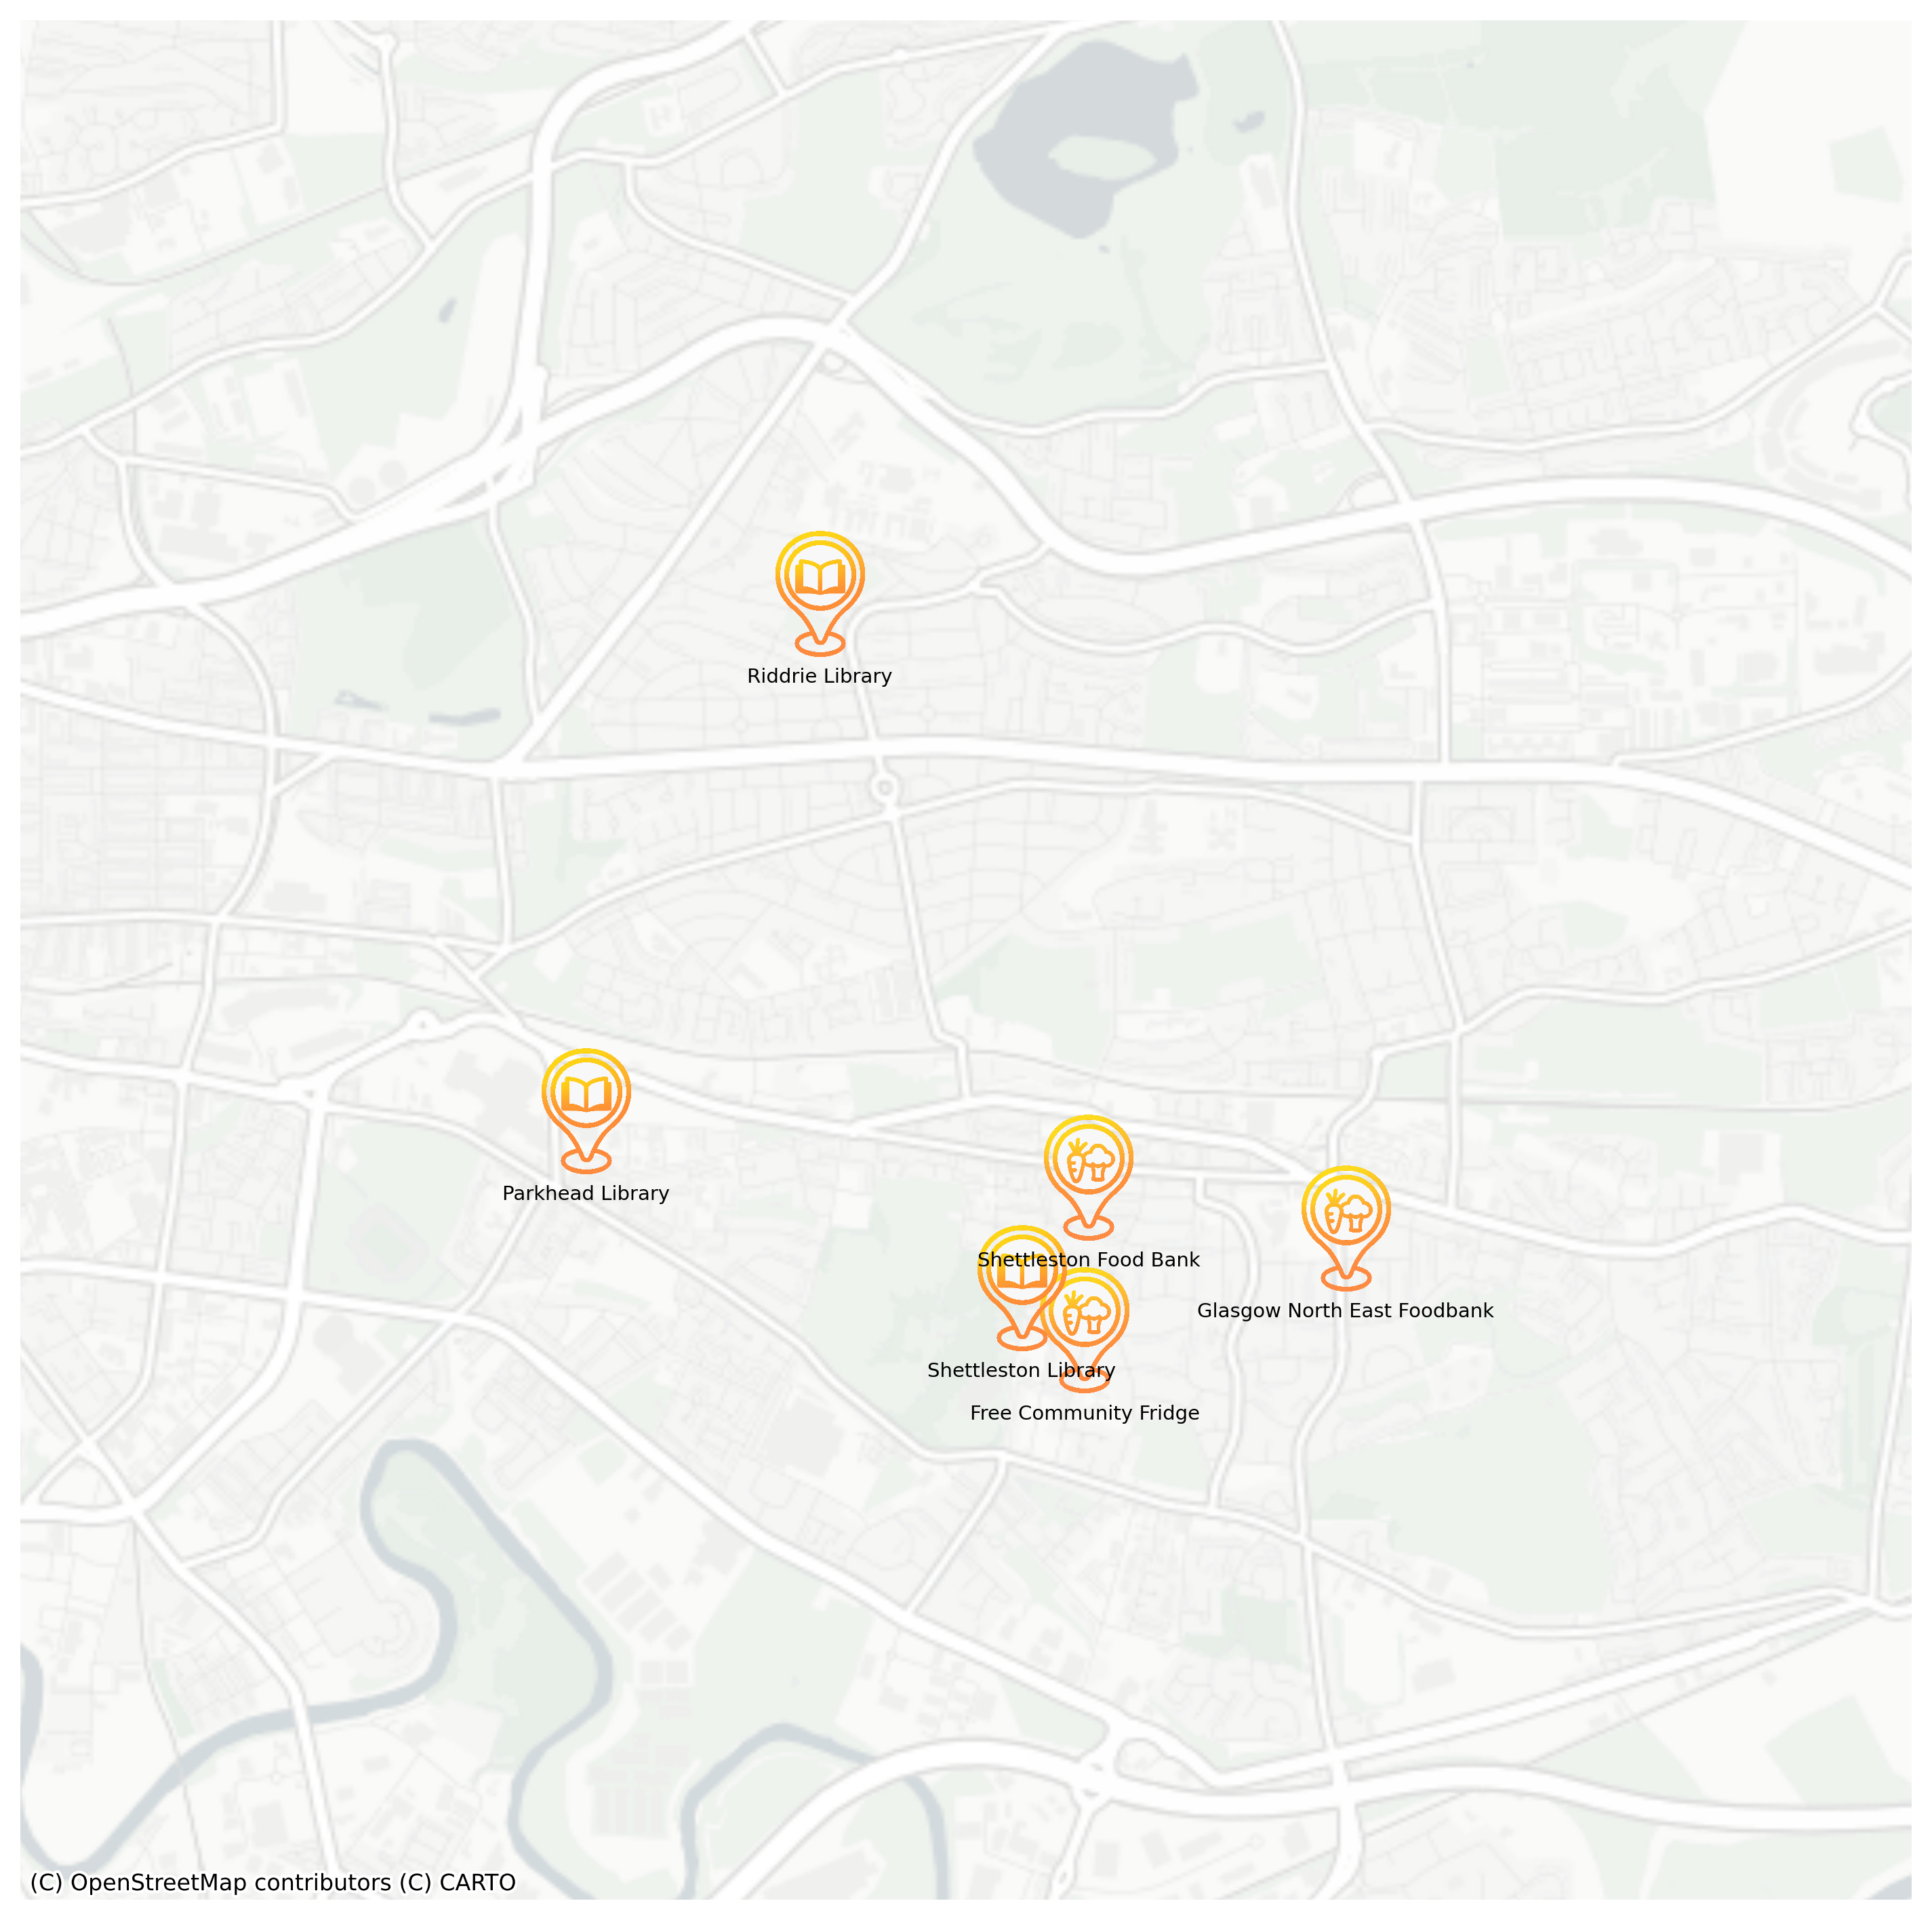 Riddrie Library
Parkhead Library
Shettleston Food Bank
Glasgow North East Foodbank
Shettleston Library
Free Community Fridge
(C) OpenStreetMap contributors (C) CARTO